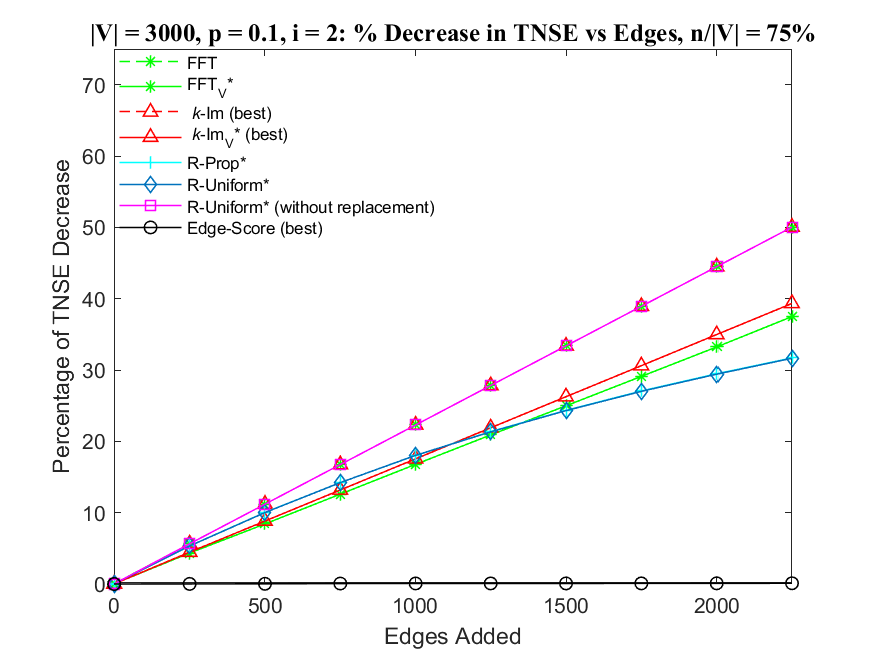 |V| = 3000, p = 0.1, i = 2: % Decrease in TNSE vs Edges, n/|V| = 75%
FFT
FFT_V*
k-Im (best)
k-Im_V* (best)
R-Prop*
R-Uniform*
R-Uniform* (without replacement)
Edge-Score (best)
Percentage of TNSE Decrease
70
60
50
40
30
20
10
0
0 500 1000 1500 2000
Edges Added